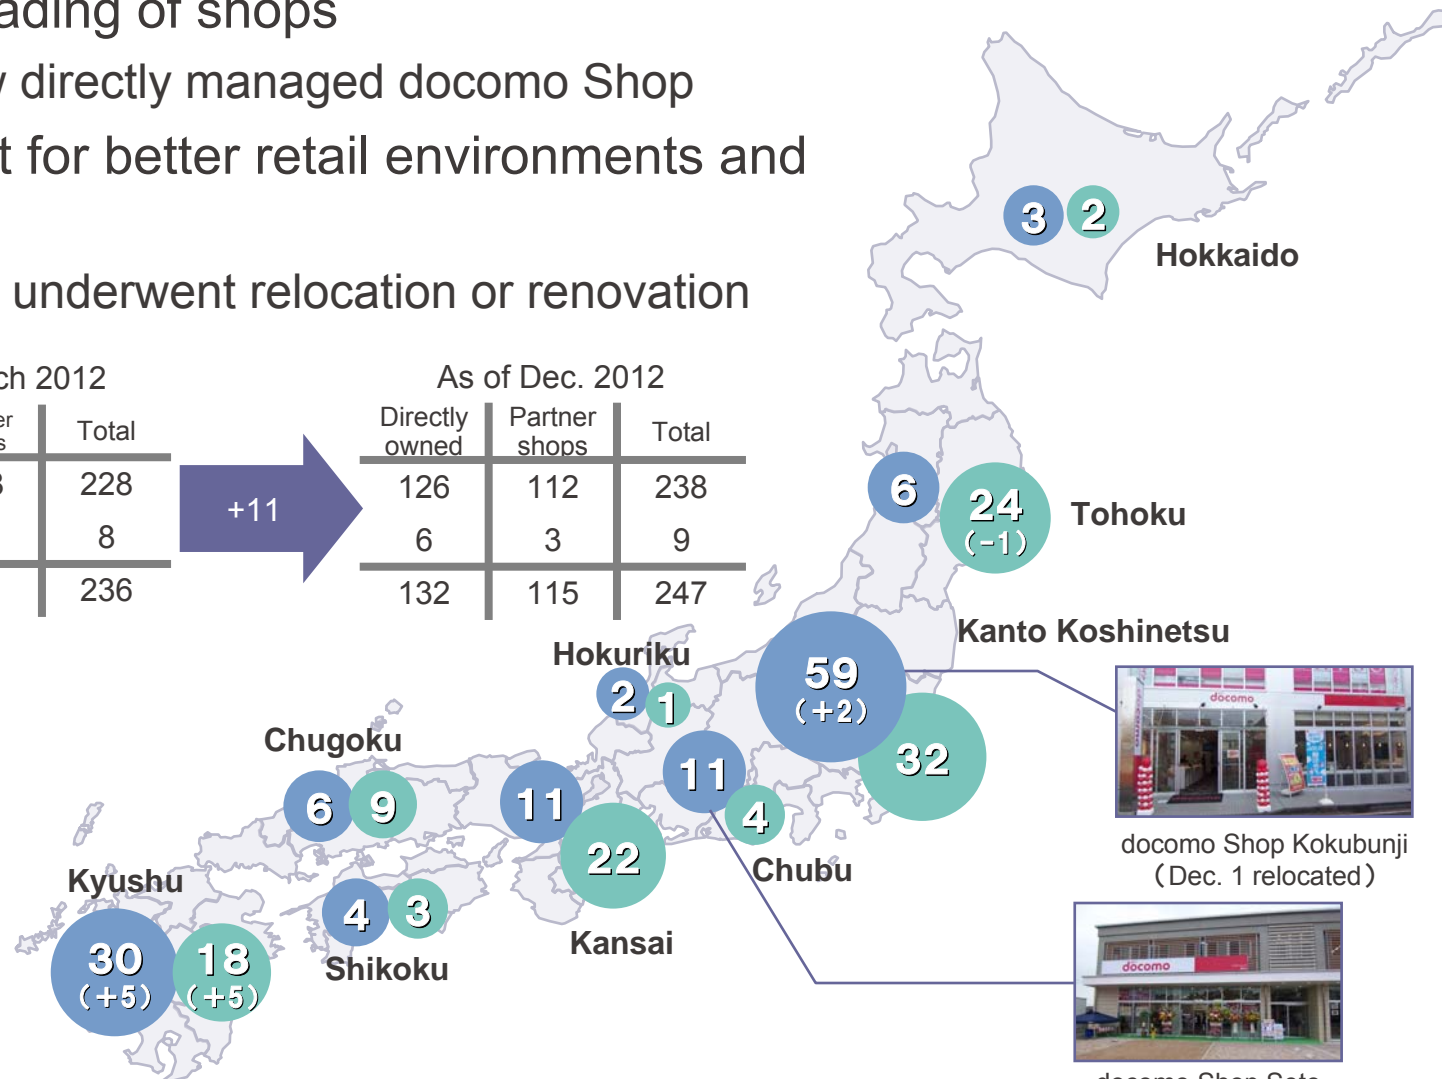 ading of shops
directly managed docomo Shop
for better retail environments and
underwent relocation or renovation
2012
Total
228
8
236
+11
As of Dec. 2012
Directly owned
Partner shops
Total
126 112 238
6 3 9
132 115 247
3 2
Hokkaido
6
24
(-1)
Tohoku
Kanto Koshinetsu
59
(+2)
32
Hokuriku
2 1
Chugoku
6 9
11
22
Kansai
11
4
Chubu
Kyushu
30
(+5)
18
(+5)
4 3
Shikoku
docomo
docomo Shop Kokubunji
(Dec. 1 relocated)
docomo
docomo Shop Seto